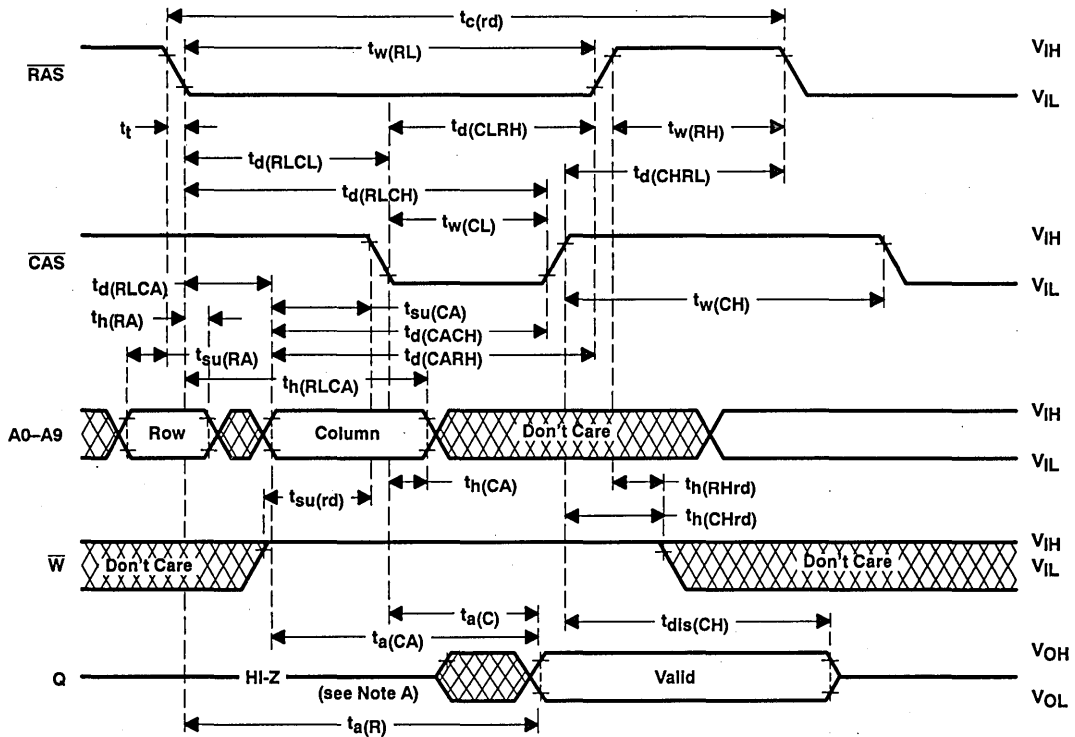 tc(rd)
tw(RL)
VIH
RAS
VIL
tt
td(CLRH)
tw(RH)
td(RLCL)
td(CHRL)
td(RLCH)
tw(CL)
VIH
CAS
VIL
td(RLCA)
tsu(CA)
tw(CH)
th(RA)
td(CACH)
tsu(RA)
td(CARH)
th(RLCA)
VIH
A0–A9
Row
Column
Don't Care
VIL
tsu(rd)
th(CA)
th(RHrd)
th(CHrd)
VIH
W
Don't Care
Don't Care
VIL
ta(C)
tdis(CH)
ta(CA)
VOH
Q
HI-Z
(see Note A)
Valid
VOL
ta(R)